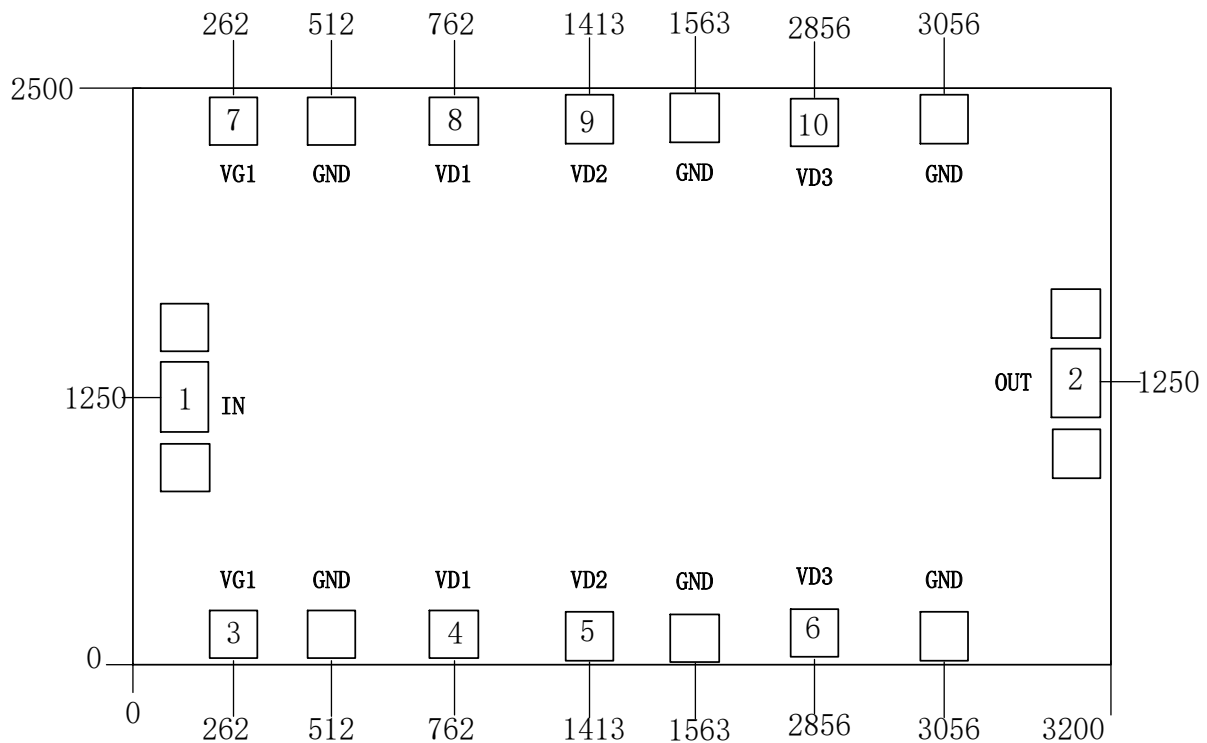 262 512 762 1413 1563 2856 3056
2500
7 8 9 10
VG1 GND VD1 VD2 GND VD3 GND
OUT 2 1250
1250 1 IN
VG1 GND VD1 VD2 GND VD3 GND
3 4 5 6
0
0 262 512 762 1413 1563 2856 3056 3200